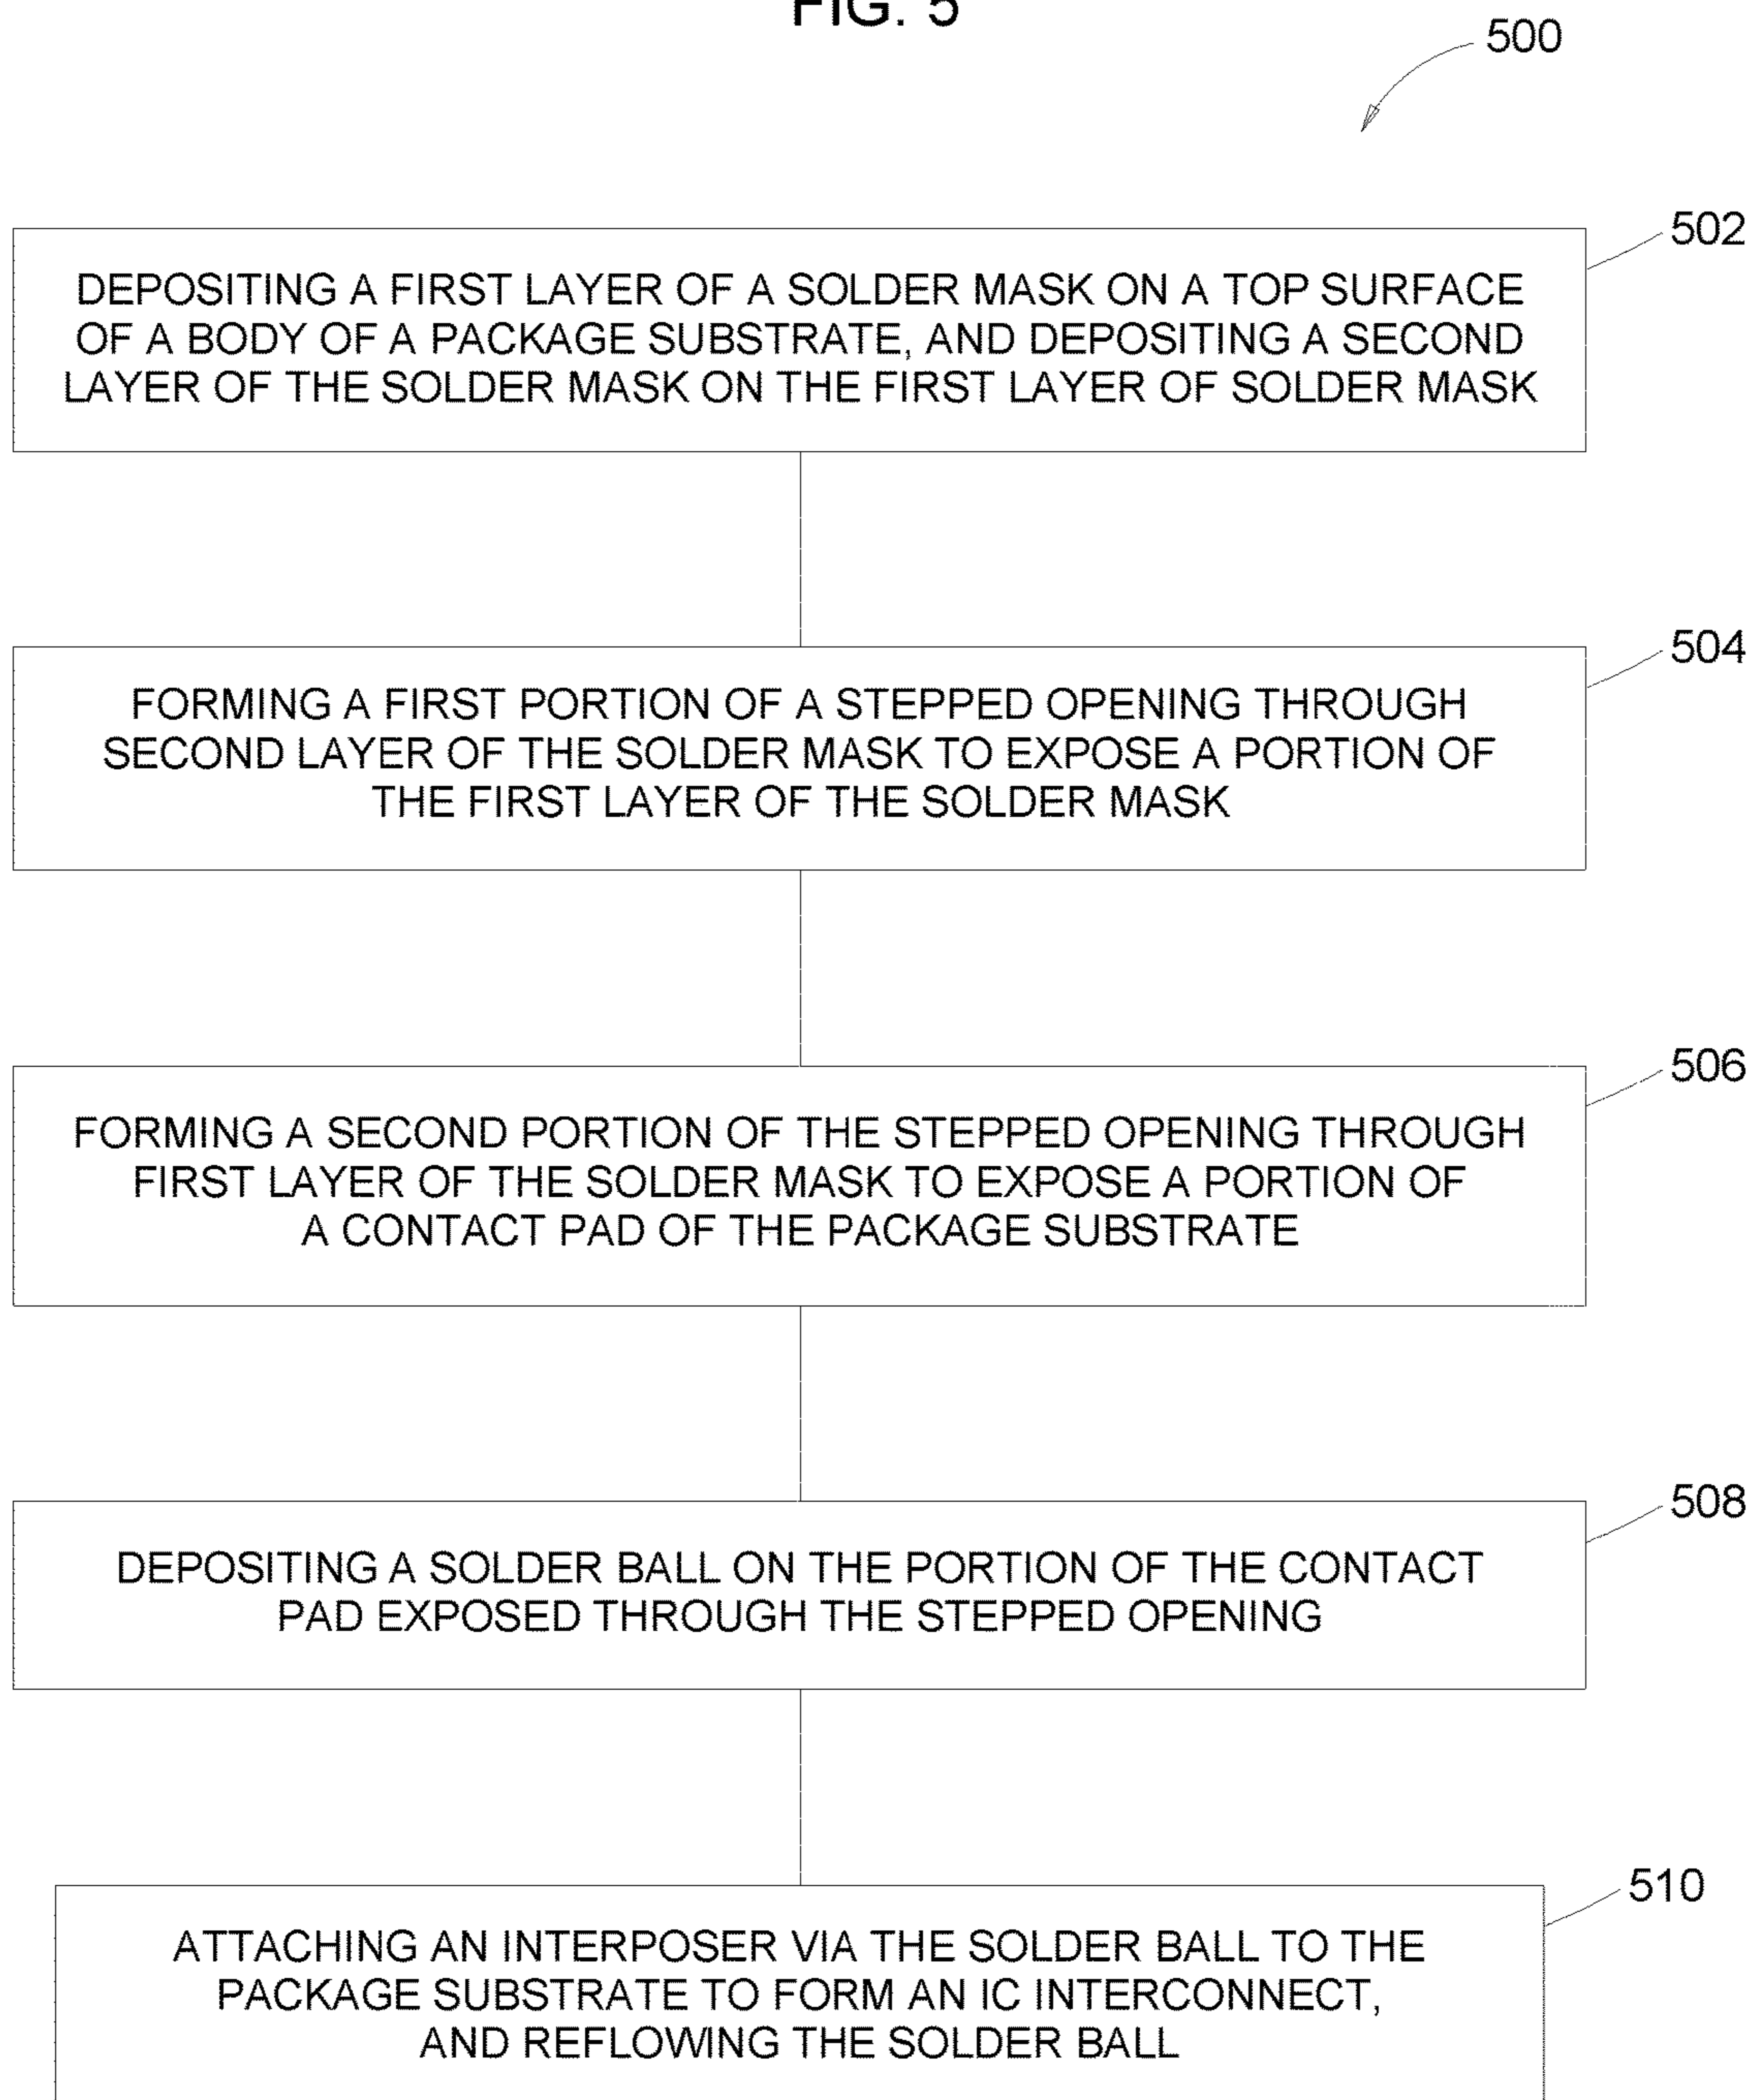 FIG. 5
500
502
DEPOSITING A FIRST LAYER OF A SOLDER MASK ON A TOP SURFACE
OF A BODY OF A PACKAGE SUBSTRATE, AND DEPOSITING A SECOND
LAYER OF THE SOLDER MASK ON THE FIRST LAYER OF SOLDER MASK
504
FORMING A FIRST PORTION OF A STEPPED OPENING THROUGH
SECOND LAYER OF THE SOLDER MASK TO EXPOSE A PORTION OF
THE FIRST LAYER OF THE SOLDER MASK
506
FORMING A SECOND PORTION OF THE STEPPED OPENING THROUGH
FIRST LAYER OF THE SOLDER MASK TO EXPOSE A PORTION OF
A CONTACT PAD OF THE PACKAGE SUBSTRATE
508
DEPOSITING A SOLDER BALL ON THE PORTION OF THE CONTACT
PAD EXPOSED THROUGH THE STEPPED OPENING
510
ATTACHING AN INTERPOSER VIA THE SOLDER BALL TO THE
PACKAGE SUBSTRATE TO FORM AN IC INTERCONNECT,
AND REFLOWING THE SOLDER BALL